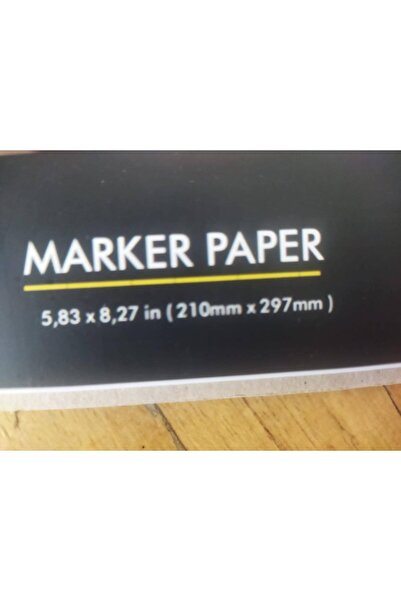 MARKER PAPER
5,83 x 8,27 in ( 210mm x 297mm )